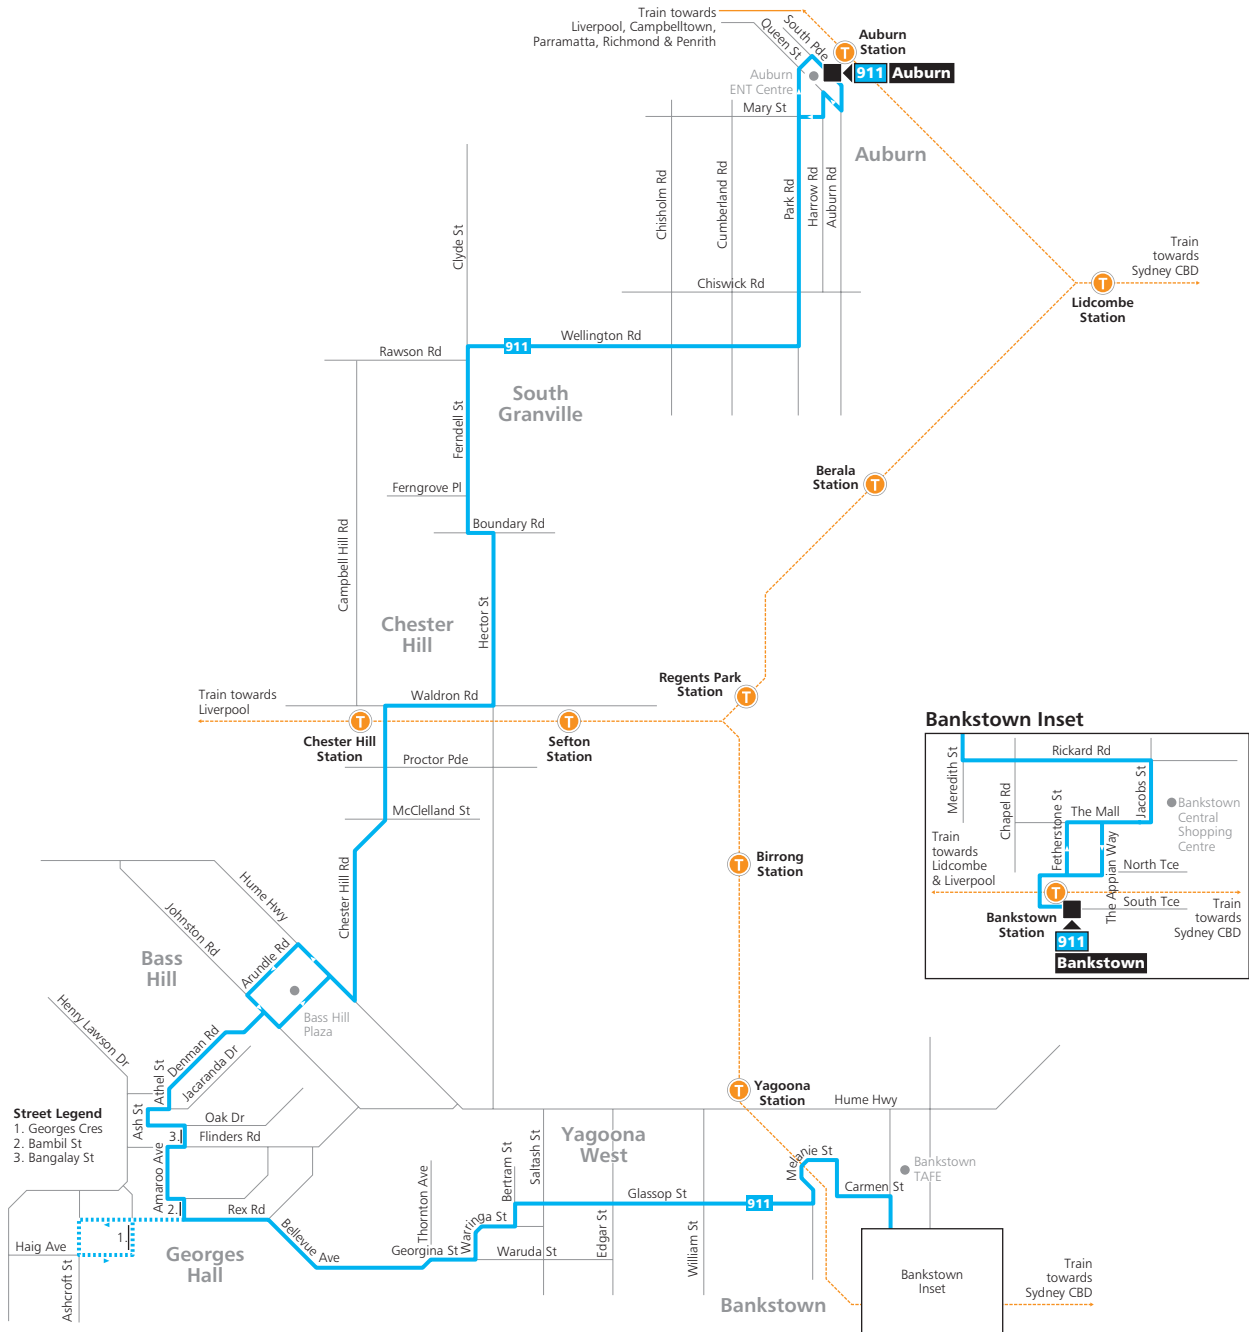 Train towards
Liverpool, Campbelltown,
Parramatta, Richmond & Penrith
South Pde
Queen St
Auburn
Station
T
911 Auburn
Auburn
ENT Centre
Mary St
Auburn
Chisholm Rd
Cumberland Rd
Park Rd
Harrow Rd
Auburn Rd
Clyde St
Train
towards
Sydney CBD
Chiswick Rd
T
Lidcombe
Station
911
Wellington Rd
Rawson Rd
South
Granville
Ferndell St
Berala
Station
T
Ferngrove Pl
Boundary Rd
Campbell Hill Rd
Chester
Hill
Hector St
Regents Park
Station
T
Train towards
Liverpool
Waldron Rd
T
Chester Hill
Station
T
Sefton
Station
Proctor Pde
McClelland St
Chester Hill Rd
Birrong
Station
T
Bankstown Inset
Meredith St
Rickard Rd
Chapel Rd
Fetherstone St
The Mall
Jacobs St
Bankstown
Central
Shopping
Centre
Train
towards
Lidcombe
& Liverpool
The Appian Way
North Tce
T
South Tce
Bankstown
Station
Train
towards
Sydney CBD
911
Bankstown
Hume Hwy
Johnston Rd
Arundle Rd
Bass
Hill
Bass Hill
Plaza
Henry Lawson Dr
Denman Rd
Jacaranda Dr
Athel St
Ash St
Street Legend
1. Georges Cres
2. Bambil St
3. Bangalay St
Oak Dr
3.
Flinders Rd
Amaroo Ave
2.
Rex Rd
1.
Haig Ave
Ashcroft St
Georges
Hall
Bellevue Ave
Thornton Ave
Georgina St
Warringa St
Bertram St
Saltash St
Waruda St
Yagoona
West
Glassop St
Edgar St
William St
911
Yagoona
Station
T
Hume Hwy
Melanie St
Carmen St
Bankstown
TAFE
Bankstown
Bankstown
Inset
Train
towards
Sydney CBD